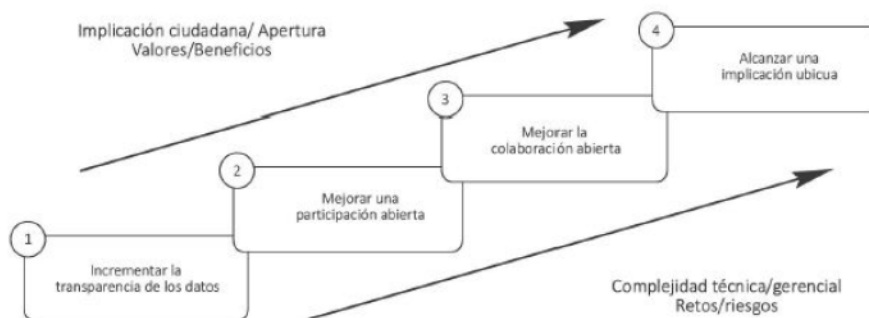 Implicación ciudadana/ Apertura
Valores/Beneficios
4
Alcanzar una
implicación ubicua
3
Mejorar la
colaboración abierta
2
Mejorar una
participación abierta
1
Incrementar la
transparencia de los datos
Complejidad técnica/gerencial
Retos/riesgos